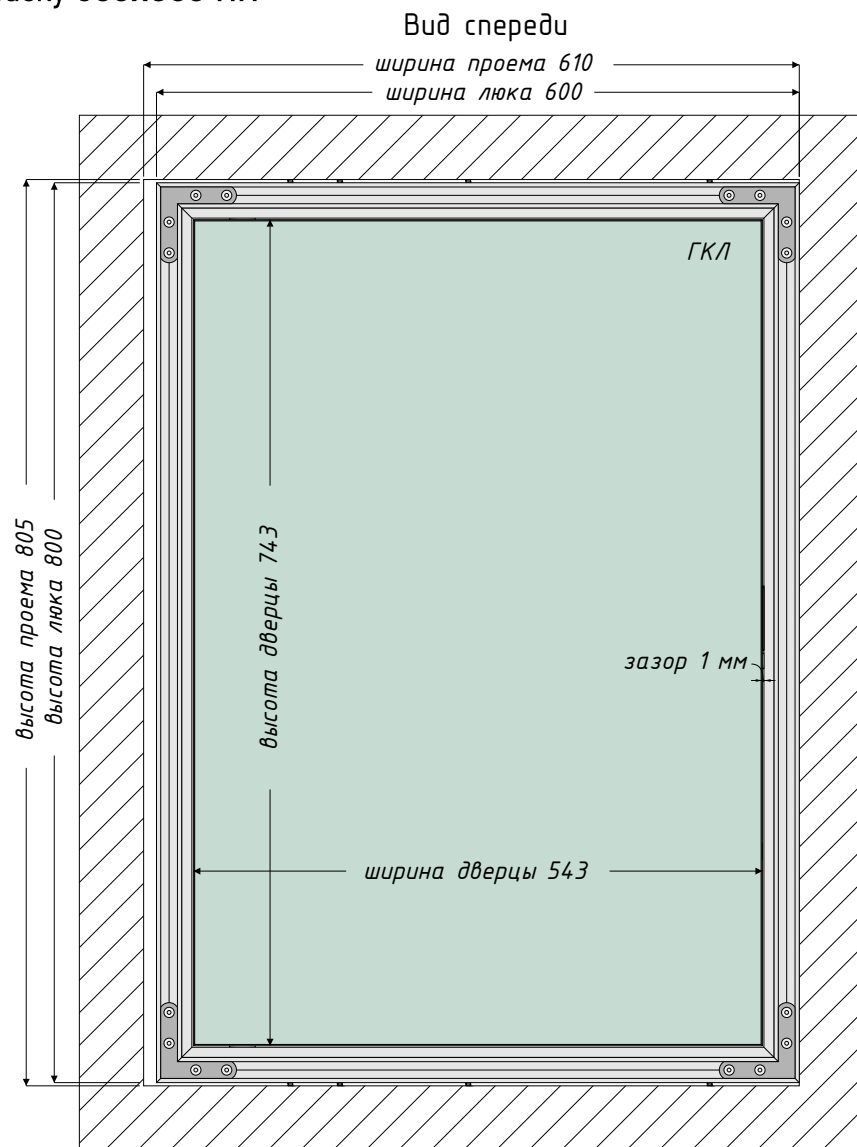 Вид спереди
ширина проема 610
ширина люка 600
ГКЛ
высота проема 805
высота люка 800
высота дверцы 743
зазор 1 мм
ширина дверцы 543